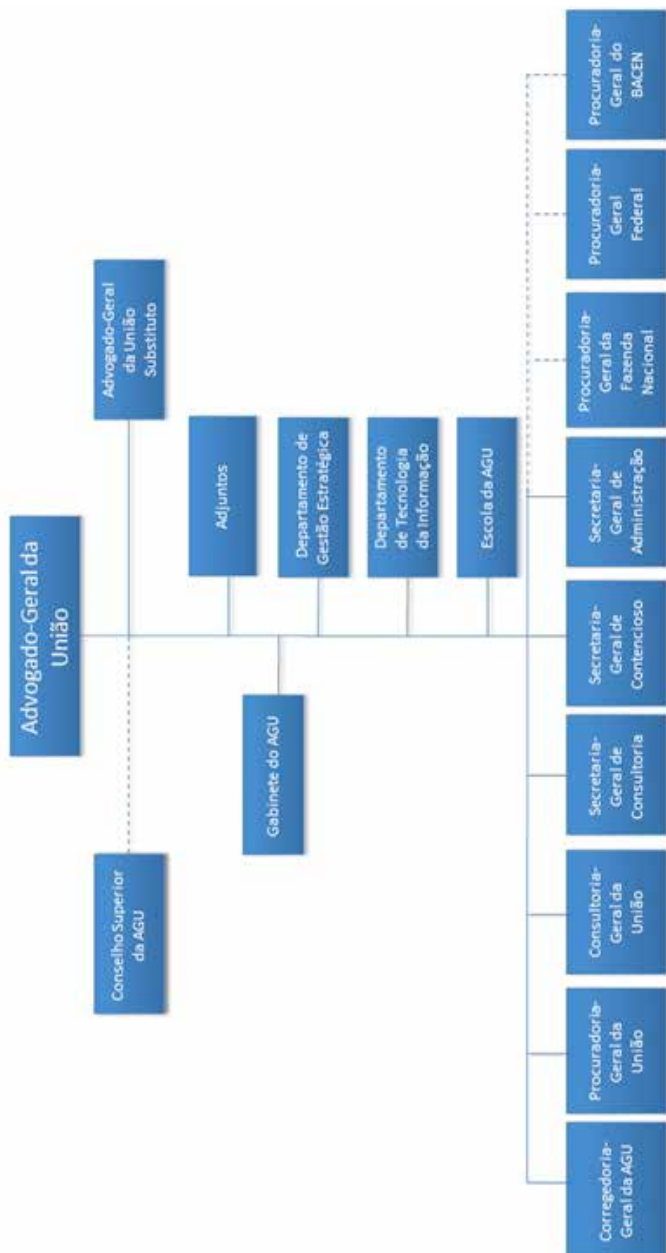 Advogado-Geral da
União
Conselho Superior
da AGU
Advogado-Geral
da União
Substituto
Gabinete do AGU
Adjuntos
Departamento de
Gestão Estratégica
Departamento
de Tecnologia
da Informação
Escola da AGU
Corregedoria-
Geral da AGU
Procuradoria-
Geral da
União
Consultoria-
Geral da
União
Secretaria-
Geral de
Consultoria
Secretaria-
Geral de
Contencioso
Secretaria-
Geral de
Administração
Procuradoria-
Geral da
Fazenda
Nacional
Procuradoria-
Geral
Federal
Procuradoria-
Geral do
BACEN